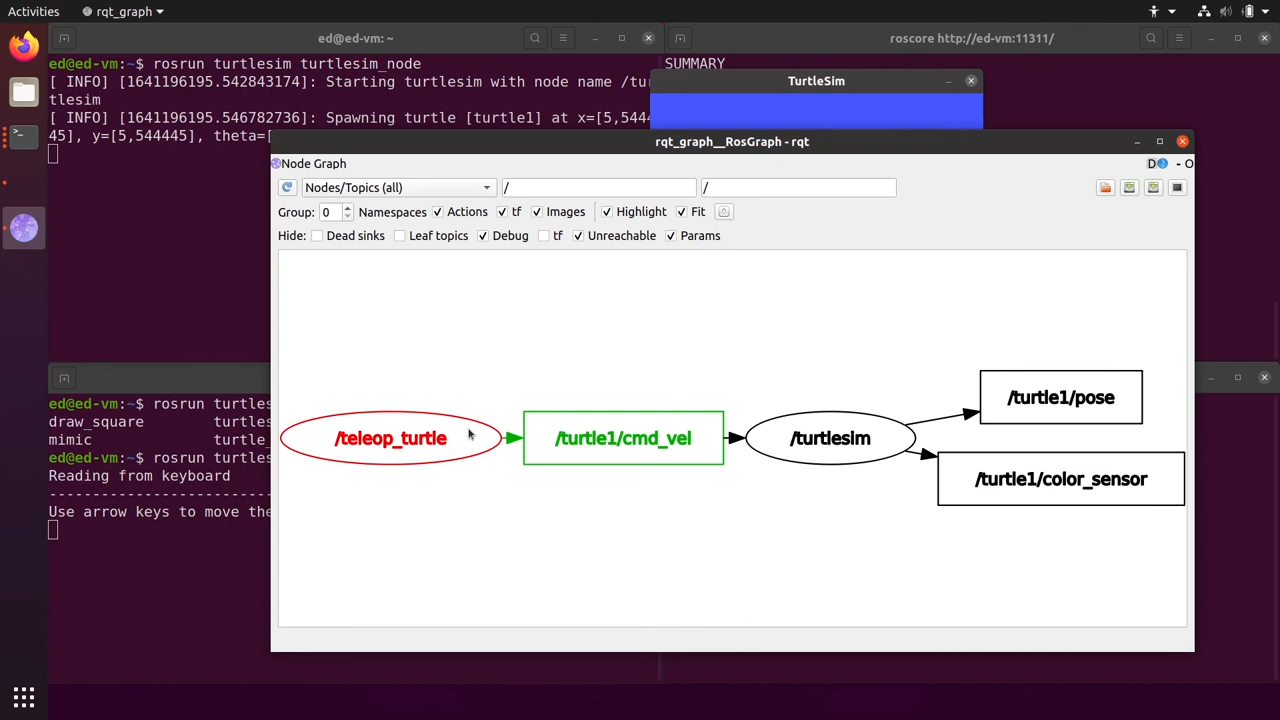 Activities
rqt_graph
ed@ed-vm: ~
roscore http://ed-vm:11311/
ed@ed-vm:~$ rosrun turtlesim turtlesim_node
[ INFO] [1641196195.542843174]: Starting turtlesim with node name /tur
tlesim
[ INFO] [1641196195.546782736]: Spawning turtle [turtle1] at x=[5,5444
45], y=[5,544445], theta=[
SUMMARY
TurtleSim
rqt_graph__RosGraph - rqt
Node Graph
D
- O
Nodes/Topics (all)
/
/
Group: 0 Namespaces Actions tf Images Highlight Fit
Hide: Dead sinks Leaf topics Debug tf Unreachable Params
/teleop_turtle
/turtle1/cmd_vel
/turtlesim
/turtle1/pose
/turtle1/color_sensor
ed@ed-vm:~$ rosrun turtles
draw_square turtles
mimic turtle_
ed@ed-vm:~$ rosrun turtles
Reading from keyboard
---------------------------
Use arrow keys to move the